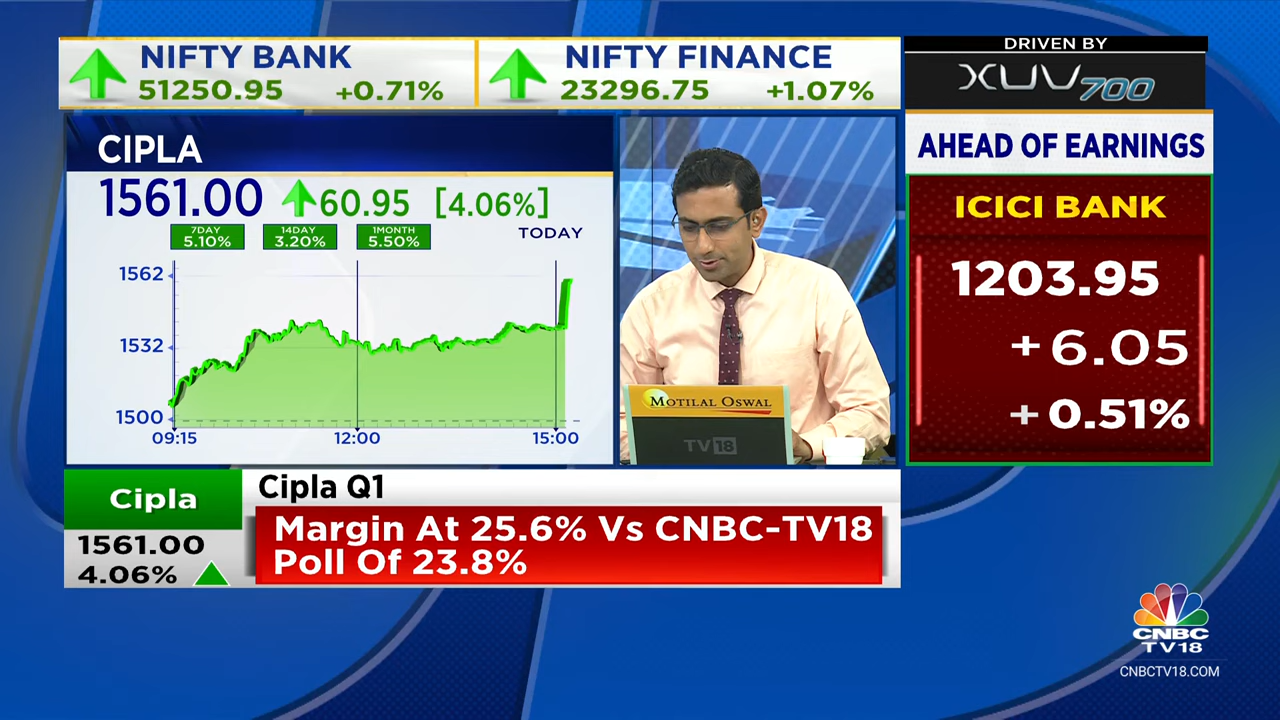 NIFTY BANK
51250.95 +0.71%
NIFTY FINANCE
23296.75 +1.07%
DRIVEN BY
XUV700
CIPLA
1561.00 60.95 [4.06%]
7DAY
5.10%
14DAY
3.20%
1MONTH
5.50%
TODAY
1562
1532
1500
09:15 12:00 15:00
MOTILAL OSWAL
TV18
AHEAD OF EARNINGS
ICICI BANK
1203.95
+6.05
+0.51%
Cipla
1561.00
4.06%
Cipla Q1
Margin At 25.6% Vs CNBC-TV18
Poll Of 23.8%
CNBC
TV18
CNBCTV18.COM